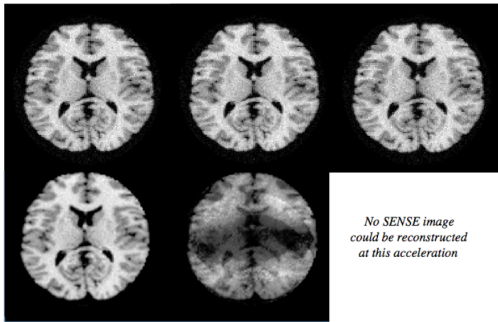 No SENSE image
could be reconstructed
at this acceleration